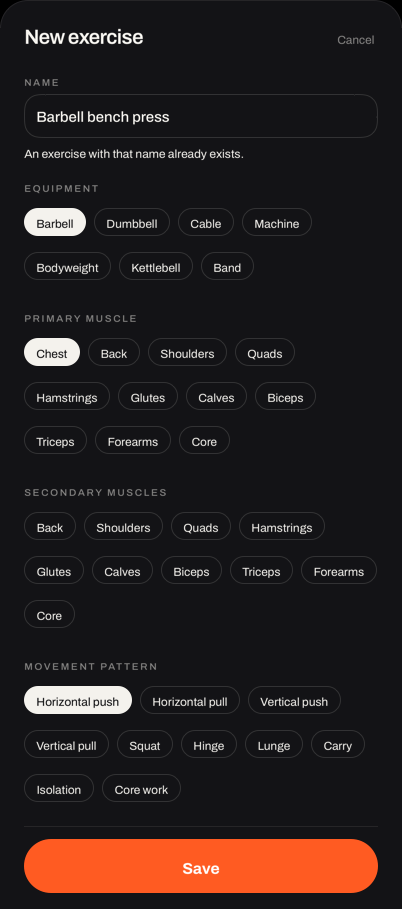 New exercise
Cancel
NAME
Barbell bench press
An exercise with that name already exists.
EQUIPMENT
Barbell Dumbbell Cable Machine
Bodyweight Kettlebell Band
PRIMARY MUSCLE
Chest Back Shoulders Quads
Hamstrings Glutes Calves Biceps
Triceps Forearms Core
SECONDARY MUSCLES
Back Shoulders Quads Hamstrings
Glutes Calves Biceps Triceps Forearms
Core
MOVEMENT PATTERN
Horizontal push Horizontal pull Vertical push
Vertical pull Squat Hinge Lunge Carry
Isolation Core work
Save